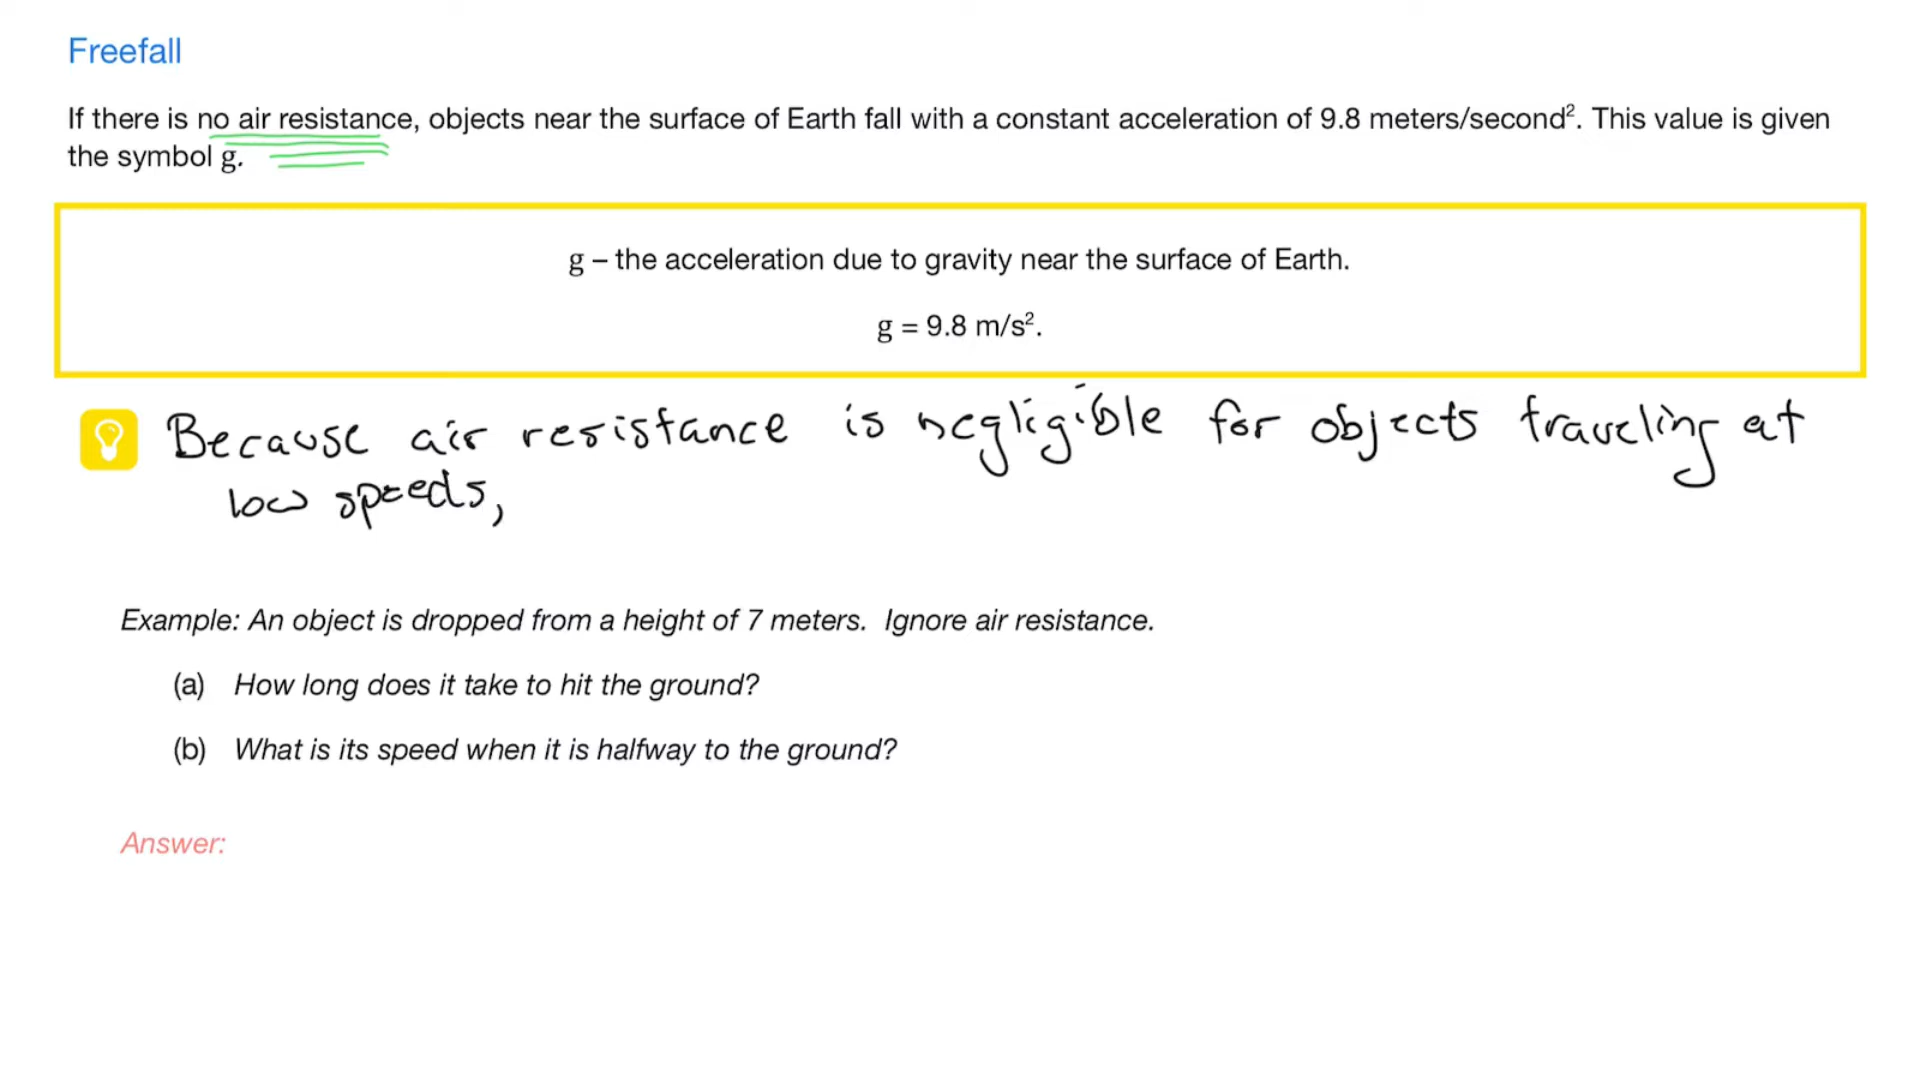 Freefall
If there is no air resistance, objects near the surface of Earth fall with a constant acceleration of 9.8 meters/second². This value is given
the symbol g.
g – the acceleration due to gravity near the surface of Earth.
g = 9.8 m/s².
Because air resistance is negligible for objects traveling at
low speeds,
Example: An object is dropped from a height of 7 meters.  Ignore air resistance.
(a) How long does it take to hit the ground?
(b) What is its speed when it is halfway to the ground?
Answer: